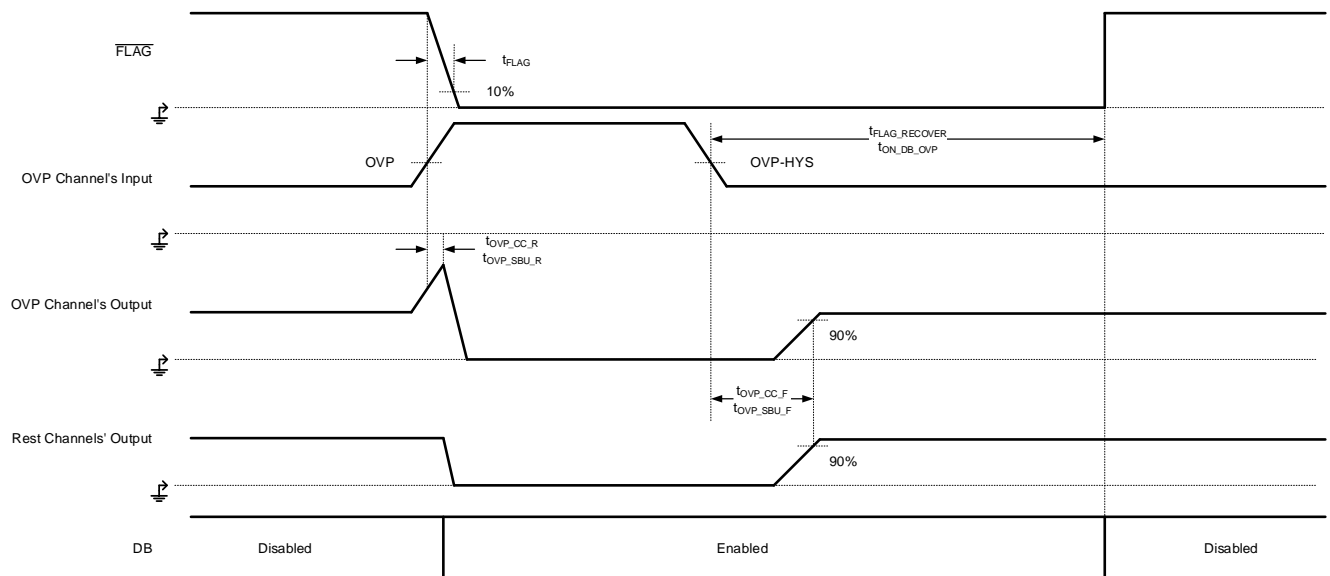 FLAG
tFLAG
10%
tFLAG_RECOVER
tON_DB_OVP
OVP
OVP-HYS
OVP Channel's Input
tOVP_CC_R
tOVP_SBU_R
OVP Channel's Output
90%
tOVP_CC_F
tOVP_SBU_F
Rest Channels' Output
90%
DB
Disabled
Enabled
Disabled